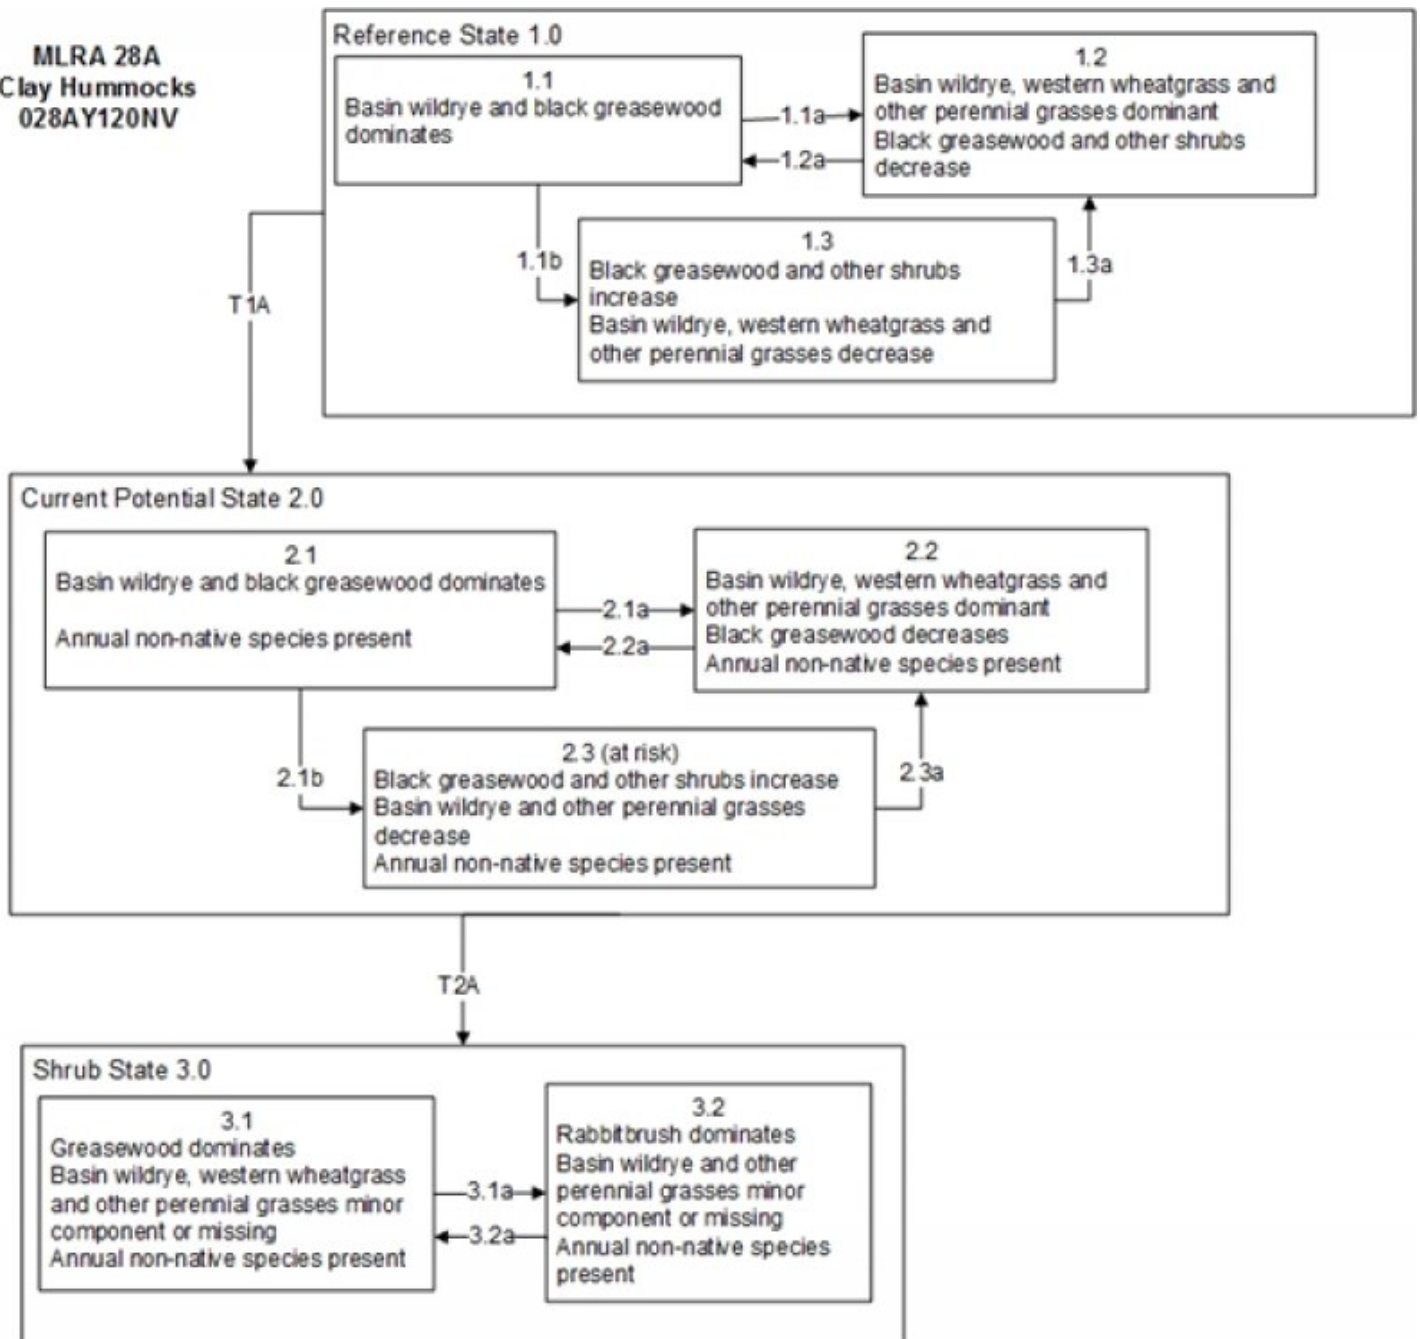 MLRA 28A
Clay Hummocks
028AY120NV
Reference State 1.0
1.1
Basin wildrye and black greasewood
dominates
1.1a
1.2a
1.2
Basin wildrye, western wheatgrass and
other perennial grasses dominant
Black greasewood and other shrubs
decrease
1.1b
1.3
Black greasewood and other shrubs
increase
Basin wildrye, western wheatgrass and
other perennial grasses decrease
1.3a
T1A
Current Potential State 2.0
2.1
Basin wildrye and black greasewood dominates
Annual non-native species present
2.1a
2.2a
2.2
Basin wildrye, western wheatgrass and
other perennial grasses dominant
Black greasewood decreases
Annual non-native species present
2.1b
2.3 (at risk)
Black greasewood and other shrubs increase
Basin wildrye and other perennial grasses
decrease
Annual non-native species present
2.3a
T2A
Shrub State 3.0
3.1
Greasewood dominates
Basin wildrye, western wheatgrass
and other perennial grasses minor
component or missing
Annual non-native species present
3.1a
3.2a
3.2
Rabbitbrush dominates
Basin wildrye and other
perennial grasses minor
component or missing
Annual non-native species
present